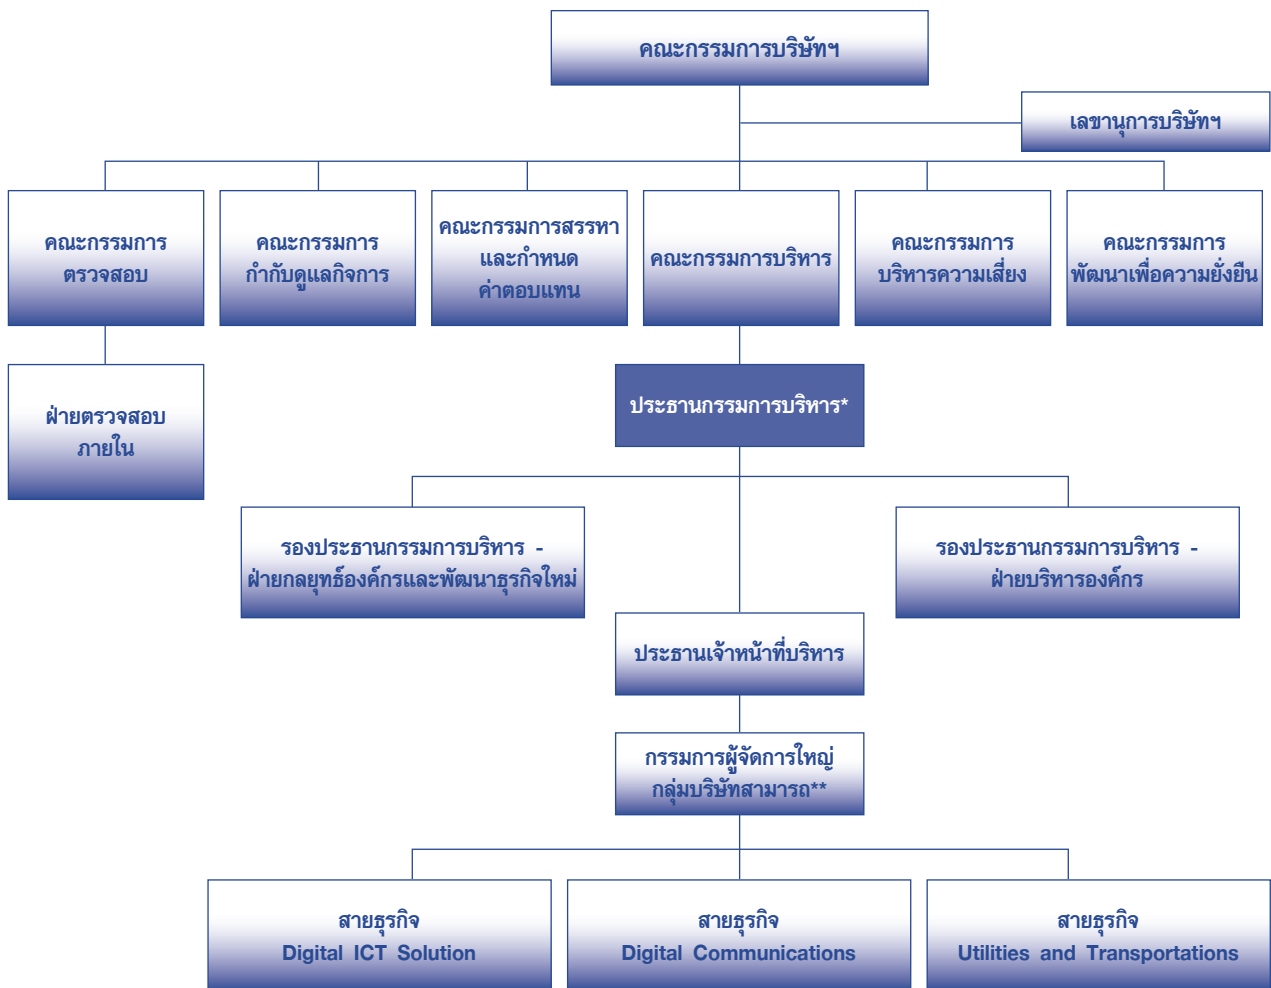 คณะกรรมการบริษัทฯ
เลขานุการบริษัทฯ
คณะกรรมการ
ตรวจสอบ
คณะกรรมการ
กำกับดูแลกิจการ
คณะกรรมการสรรหา
และกำหนด
ค่าตอบแทน
คณะกรรมการบริหาร
คณะกรรมการ
บริหารความเสี่ยง
คณะกรรมการ
พัฒนาเพื่อความยั่งยืน
ฝ่ายตรวจสอบ
ภายใน
ประธานกรรมการบริหาร*
รองประธานกรรมการบริหาร -
ฝ่ายกลยุทธ์องค์กรและพัฒนาธุรกิจใหม่
รองประธานกรรมการบริหาร -
ฝ่ายบริหารองค์กร
ประธานเจ้าหน้าที่บริหาร
กรรมการผู้จัดการใหญ่
กลุ่มบริษัทสามารถ**
สายธุรกิจ
Digital ICT Solution
สายธุรกิจ
Digital Communications
สายธุรกิจ
Utilities and Transportations